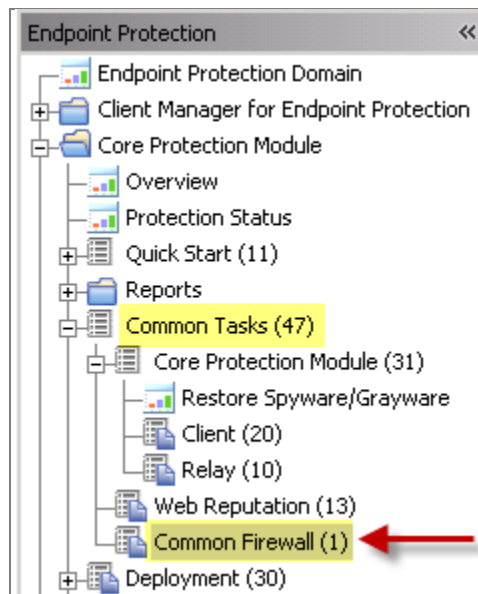 Endpoint Protection
Endpoint Protection Domain
Client Manager for Endpoint Protection
Core Protection Module
Overview
Protection Status
Quick Start (11)
Reports
Common Tasks (47)
Core Protection Module (31)
Restore Spyware/Grayware
Client (20)
Relay (10)
Web Reputation (13)
Common Firewall (1)
Deployment (30)